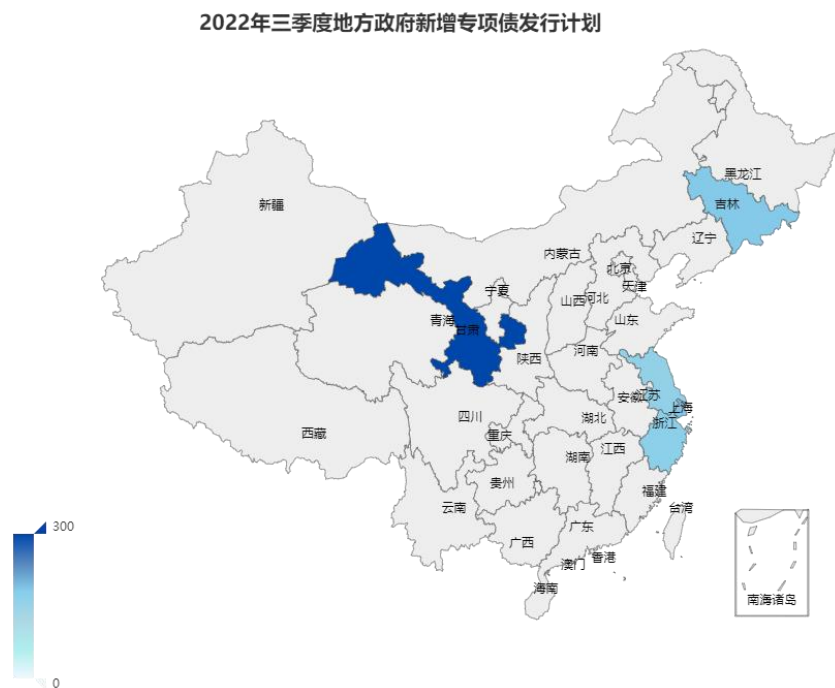 2022年三季度地方政府新增专项债发行计划
黑龙江
新疆
吉林
辽宁
内蒙古
北京
天津
宁夏
山西
河北
青海
甘肃
山东
陕西
河南
安徽
江苏
上海
四川
湖北
浙江
西藏
重庆
湖南
江西
贵州
福建
云南
台湾
广东
广西
香港
澳门
海南
南海诸岛
300
0